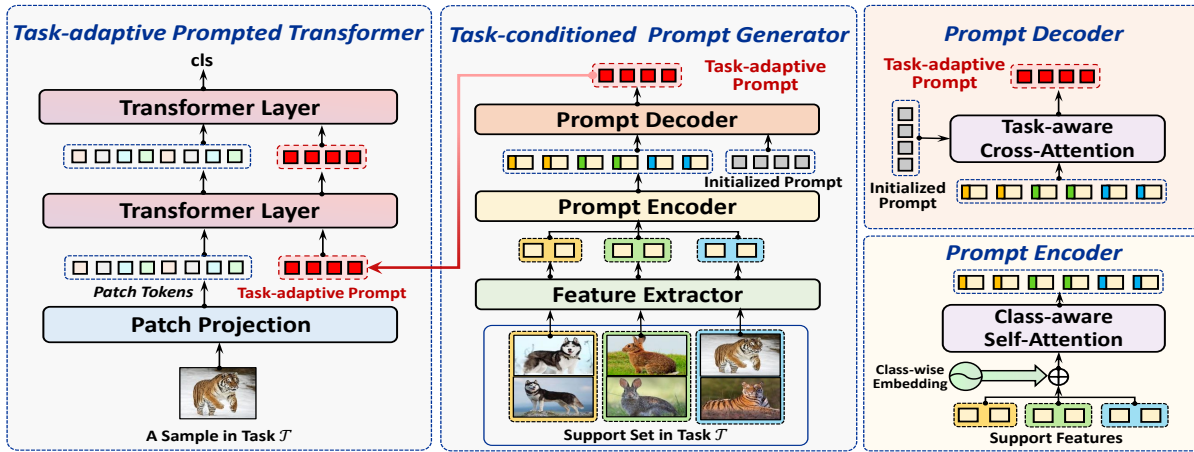 Task-adaptive Prompted Transformer
cls
Transformer Layer
Transformer Layer
Patch Tokens
Task-adaptive Prompt
Patch Projection
A Sample in Task 𝒯
Task-conditioned Prompt Generator
Task-adaptive
Prompt
Prompt Decoder
Initialized Prompt
Prompt Encoder
Feature Extractor
Support Set in Task 𝒯
Prompt Decoder
Task-adaptive
Prompt
Task-aware
Cross-Attention
Initialized
Prompt
Prompt Encoder
Class-aware
Self-Attention
Class-wise
Embedding
Support Features